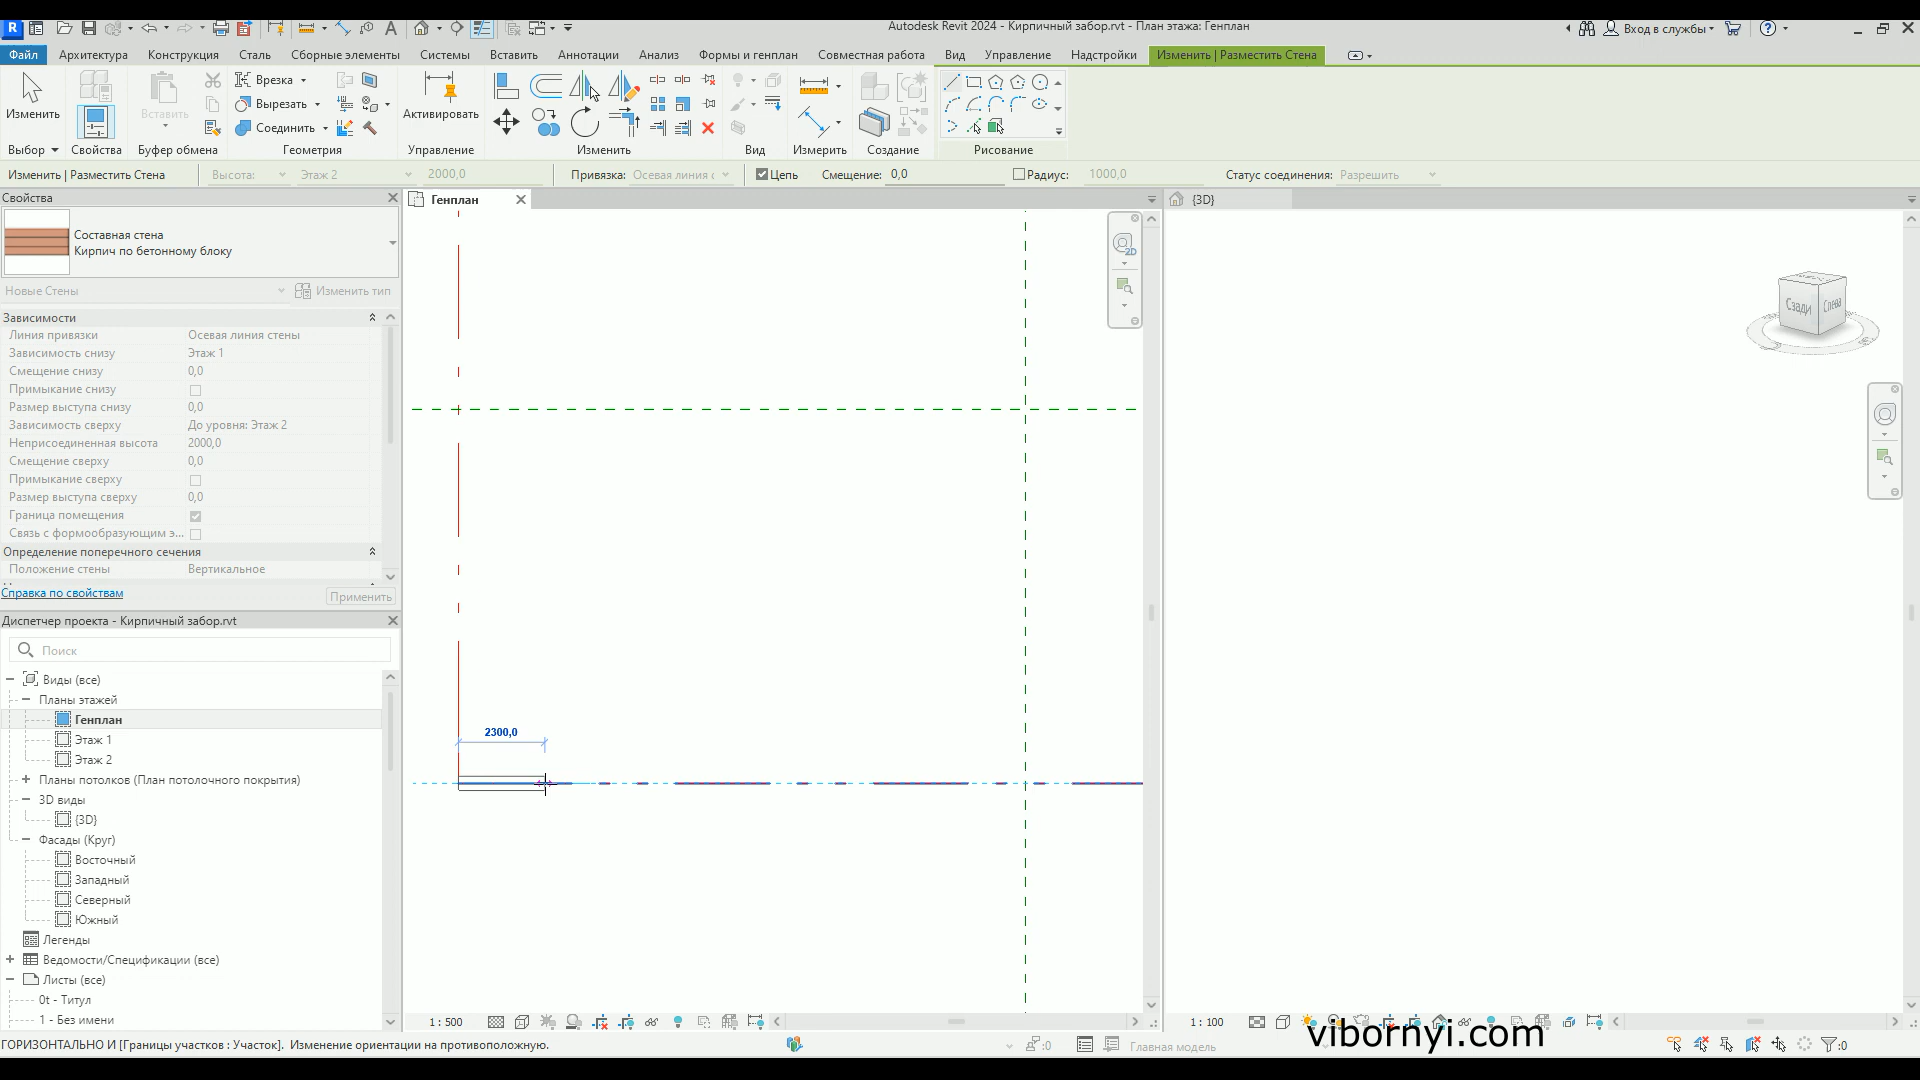 Autodesk Revit 2024 - Кирпичный забор.rvt - План этажа: Генплан
Вход в службы
Файл Архитектура Конструкция Сталь Сборные элементы Системы Вставить Аннотации Анализ Формы и генплан Совместная работа Вид Управление Надстройки Изменить | Разместить Стена
Изменить
Вставить
Врезка
Вырезать
Соединить
Активировать
Выбор Свойства Буфер обмена Геометрия Управление Изменить Вид Измерить Создание Рисование
Изменить | Разместить Стена Высота: Этаж 2 2000,0 Привязка: Осевая линия с Цепь Смещение: 0,0 Радиус: 1000,0 Статус соединения: Разрешить
Свойства
Генплан
{3D}
Составная стена
Кирпич по бетонному блоку
Новые Стены Изменить тип
Зависимости
Линия привязки Осевая линия стены
Зависимость снизу Этаж 1
Смещение снизу 0,0
Примыкание снизу
Размер выступа снизу 0,0
Зависимость сверху До уровня: Этаж 2
Неприсоединенная высота 2000,0
Смещение сверху 0,0
Примыкание сверху
Размер выступа сверху 0,0
Граница помещения
Связь с формообразующим э...
Определение поперечного сечения
Положение стены Вертикальное
Справка по свойствам Применить
Диспетчер проекта - Кирпичный забор.rvt
Поиск
Виды (все)
Планы этажей
Генплан
Этаж 1
Этаж 2
Планы потолков (План потолочного покрытия)
3D виды
{3D}
Фасады (Круг)
Восточный
Западный
Северный
Южный
Легенды
Ведомости/Спецификации (все)
Листы (все)
0t - Титул
1 - Без имени
2300,0
2D
Сзади
Слева
1 : 500
1 : 100
vibornyi.com
ГОРИЗОНТАЛЬНО И [Границы участков : Участок]. Изменение ориентации на противоположную.
:0
Главная модель
:0